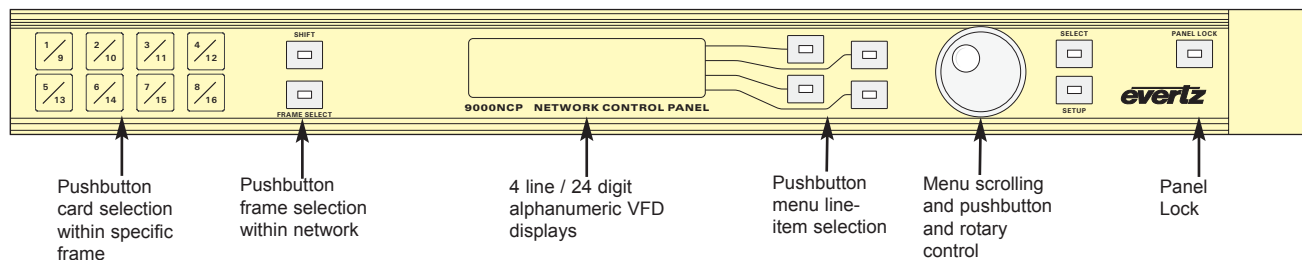 1/9 2/10 3/11 4/12
5/13 6/14 7/15 8/16
SHIFT
FRAME SELECT
9000NCP NETWORK CONTROL PANEL
SELECT
SETUP
PANEL LOCK
evertz
Pushbutton
card selection
within specific
frame
Pushbutton
frame selection
within network
4 line / 24 digit
alphanumeric VFD
displays
Pushbutton
menu line-
item selection
Menu scrolling
and pushbutton
and rotary
control
Panel
Lock